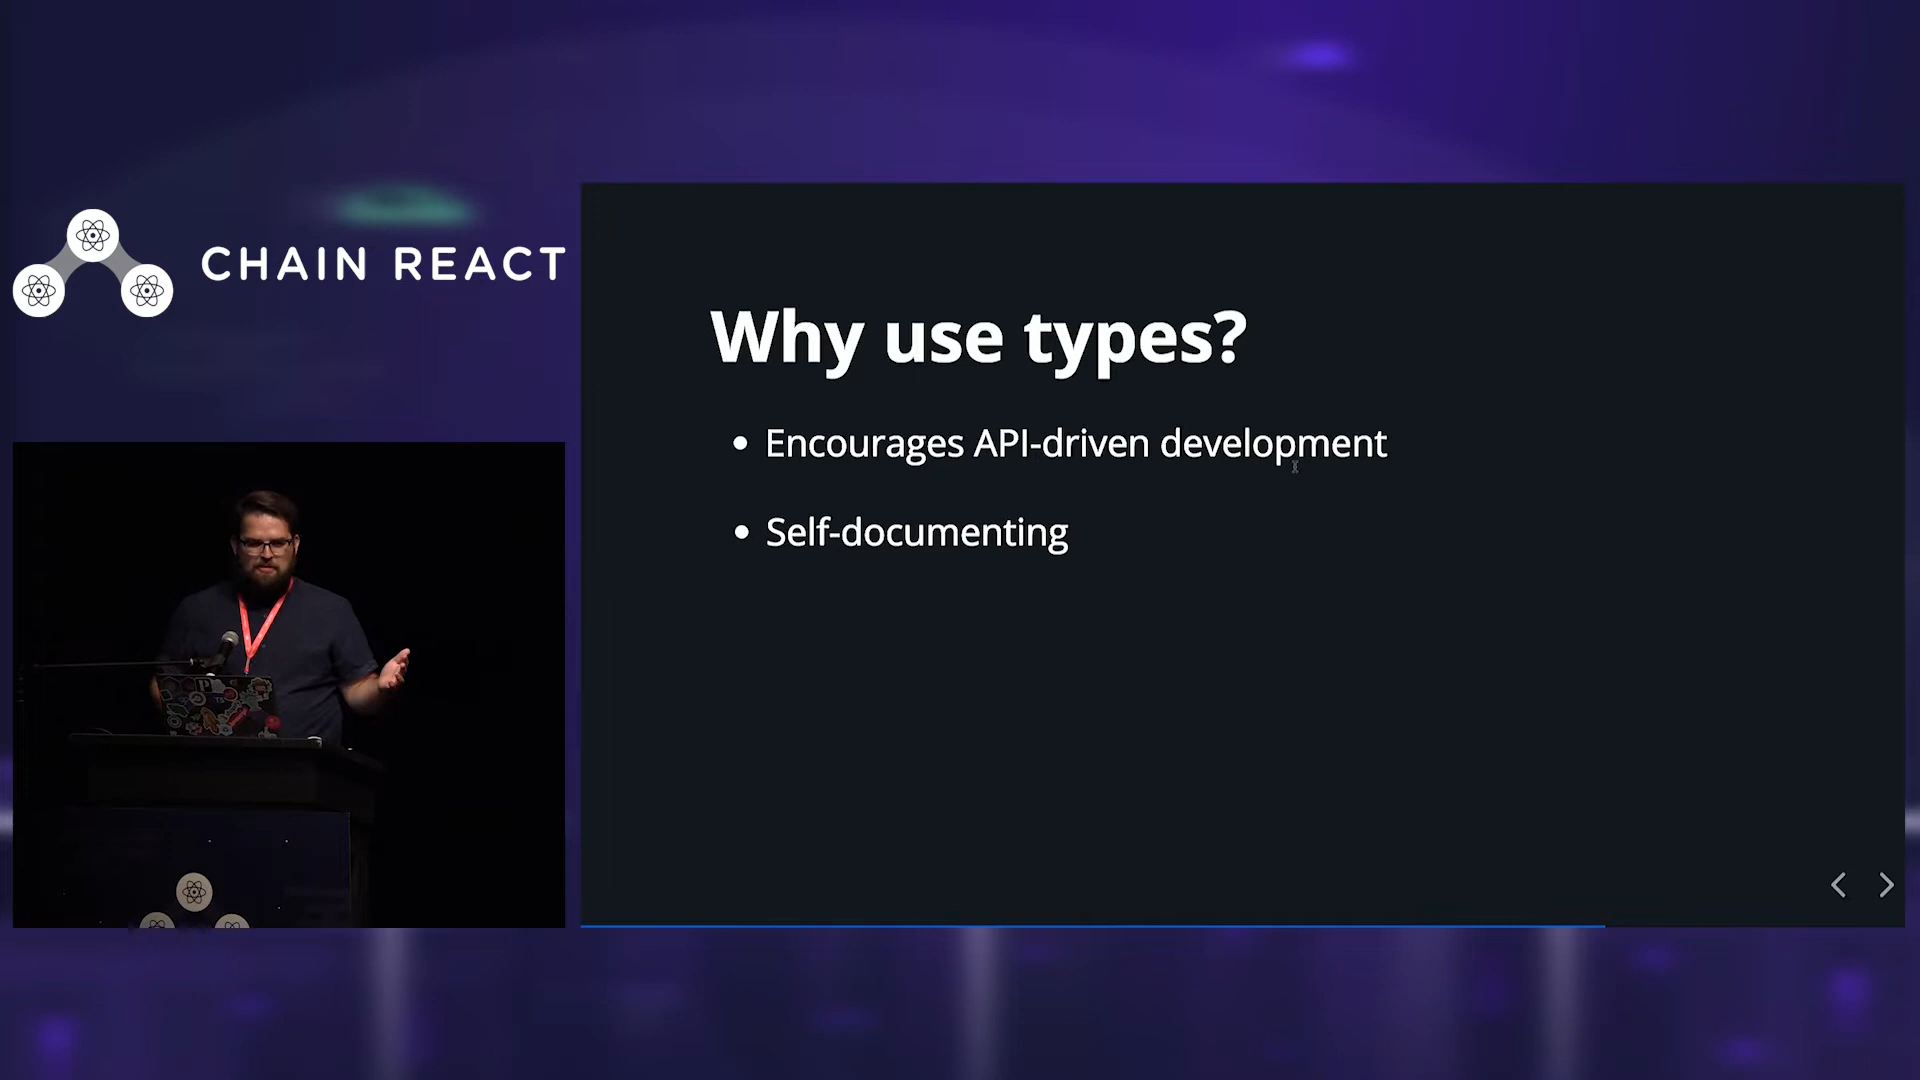 CHAIN REACT
Why use types?
• Encourages API-driven development
• Self-documenting